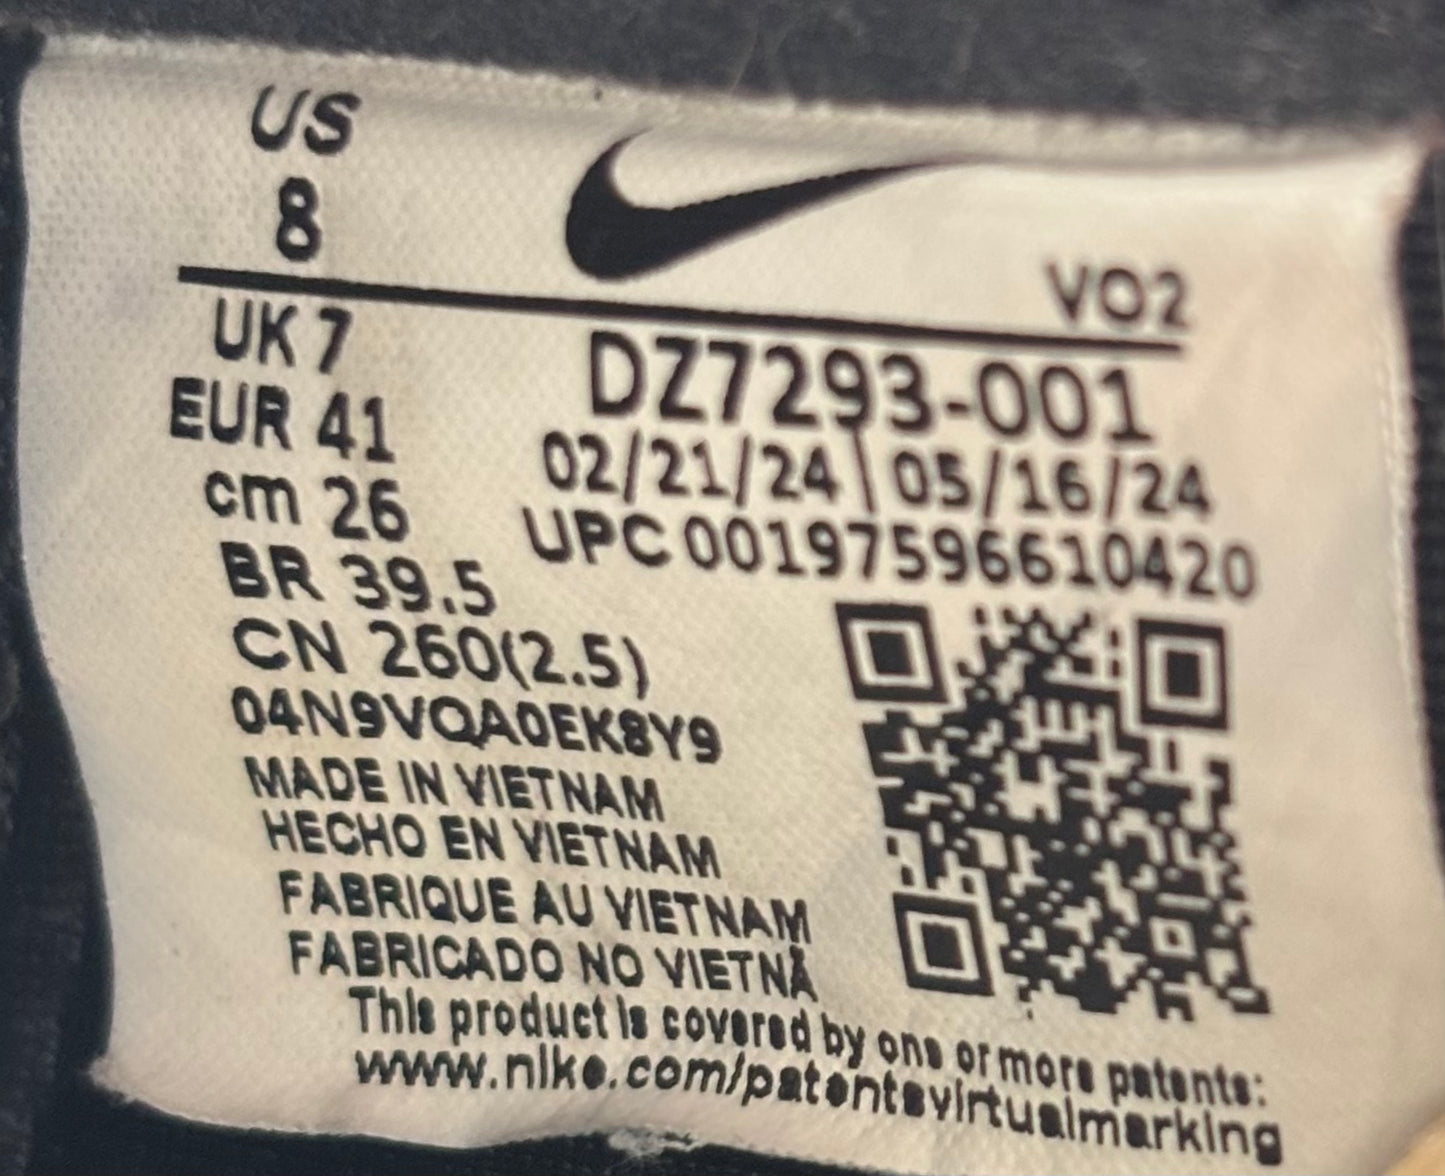 US
8
VO2
UK 7
EUR 41
cm 26
BR 39.5
CN 260(2.5)
DZ7293-001
02/21/24 | 05/16/24
UPC 00197596610420
04N9VQA0EK8Y9
MADE IN VIETNAM
HECHO EN VIETNAM
FABRIQUE AU VIETNAM
FABRICADO NO VIETNÃ
This product is covered by one or more patents:
www.nike.com/patentsvirtualmarking